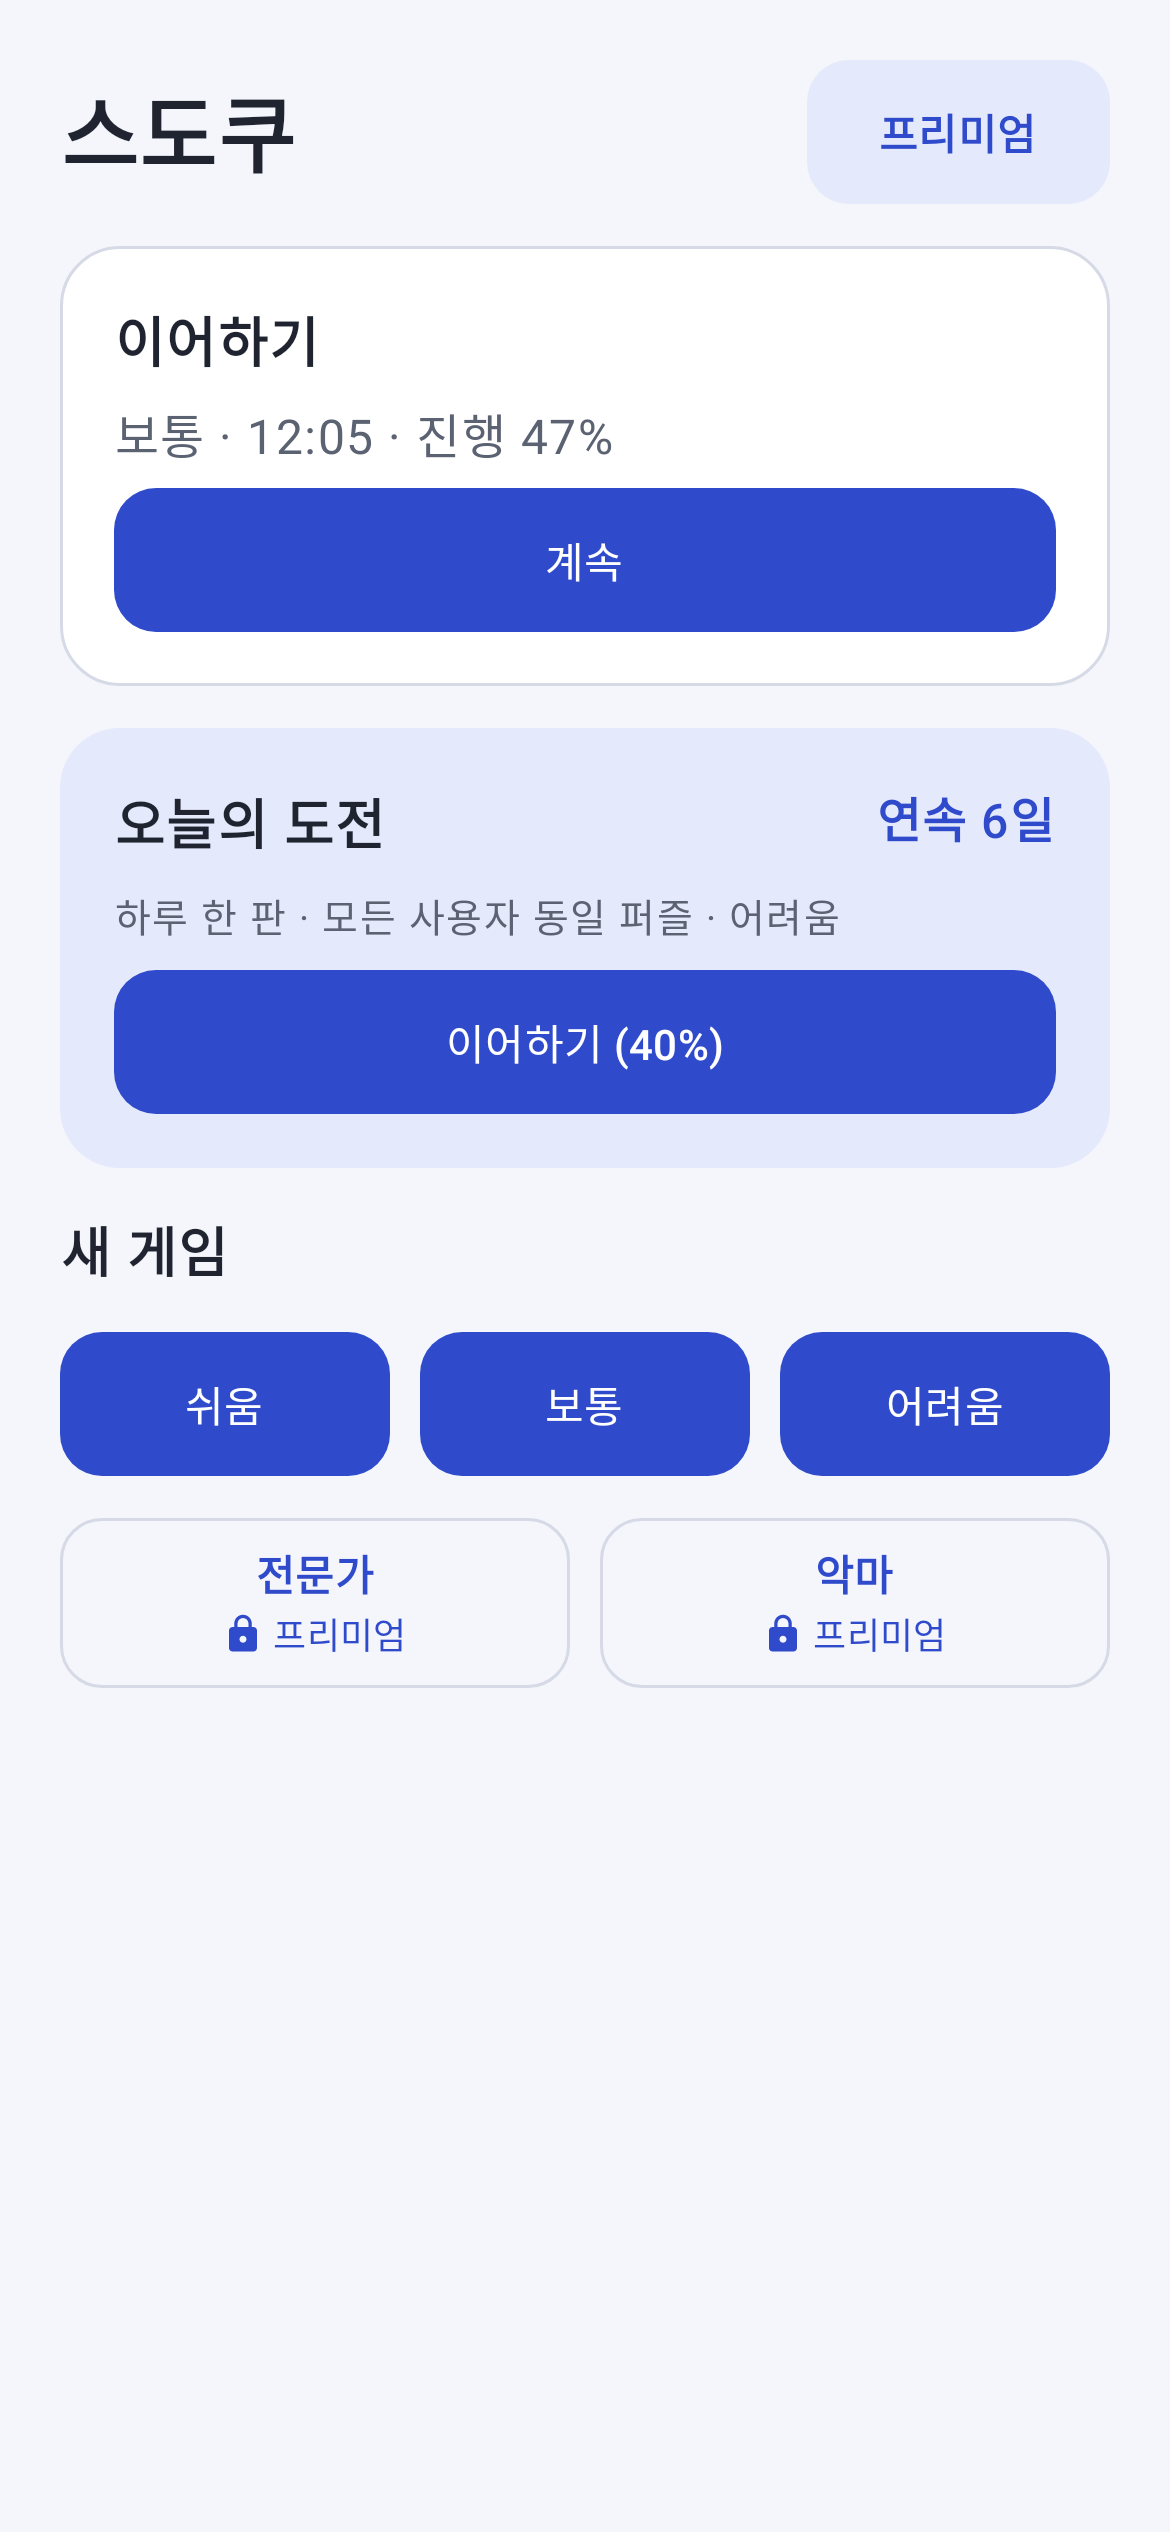 스도쿠
프리미엄
이어하기
보통 · 12:05 · 진행 47%
계속
오늘의 도전
연속 6일
하루 한 판 · 모든 사용자 동일 퍼즐 · 어려움
이어하기 (40%)
새 게임
쉬움
보통
어려움
전문가
프리미엄
악마
프리미엄